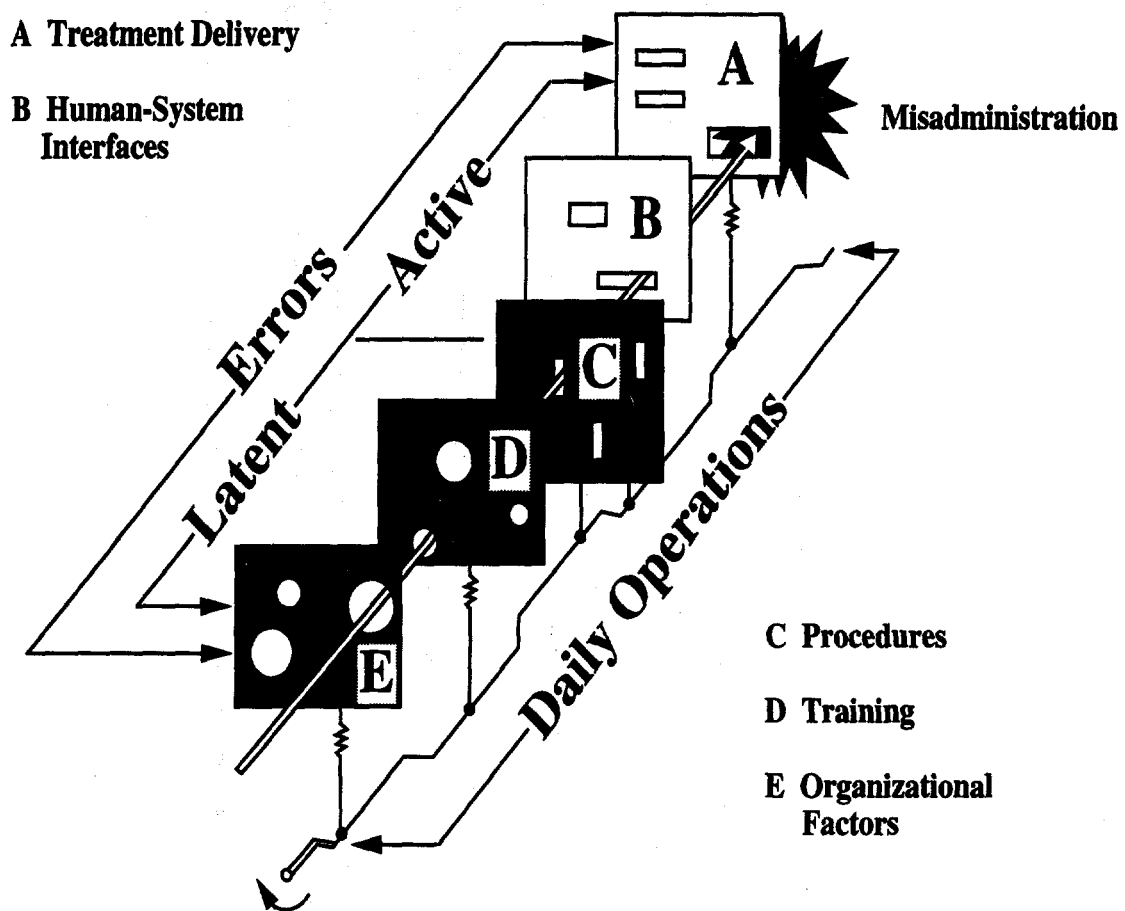 A Treatment Delivery
B Human-System
Interfaces
A
Misadministration
B
Errors
Active
Latent
C
D
E
Daily Operations
C Procedures
D Training
E Organizational
Factors